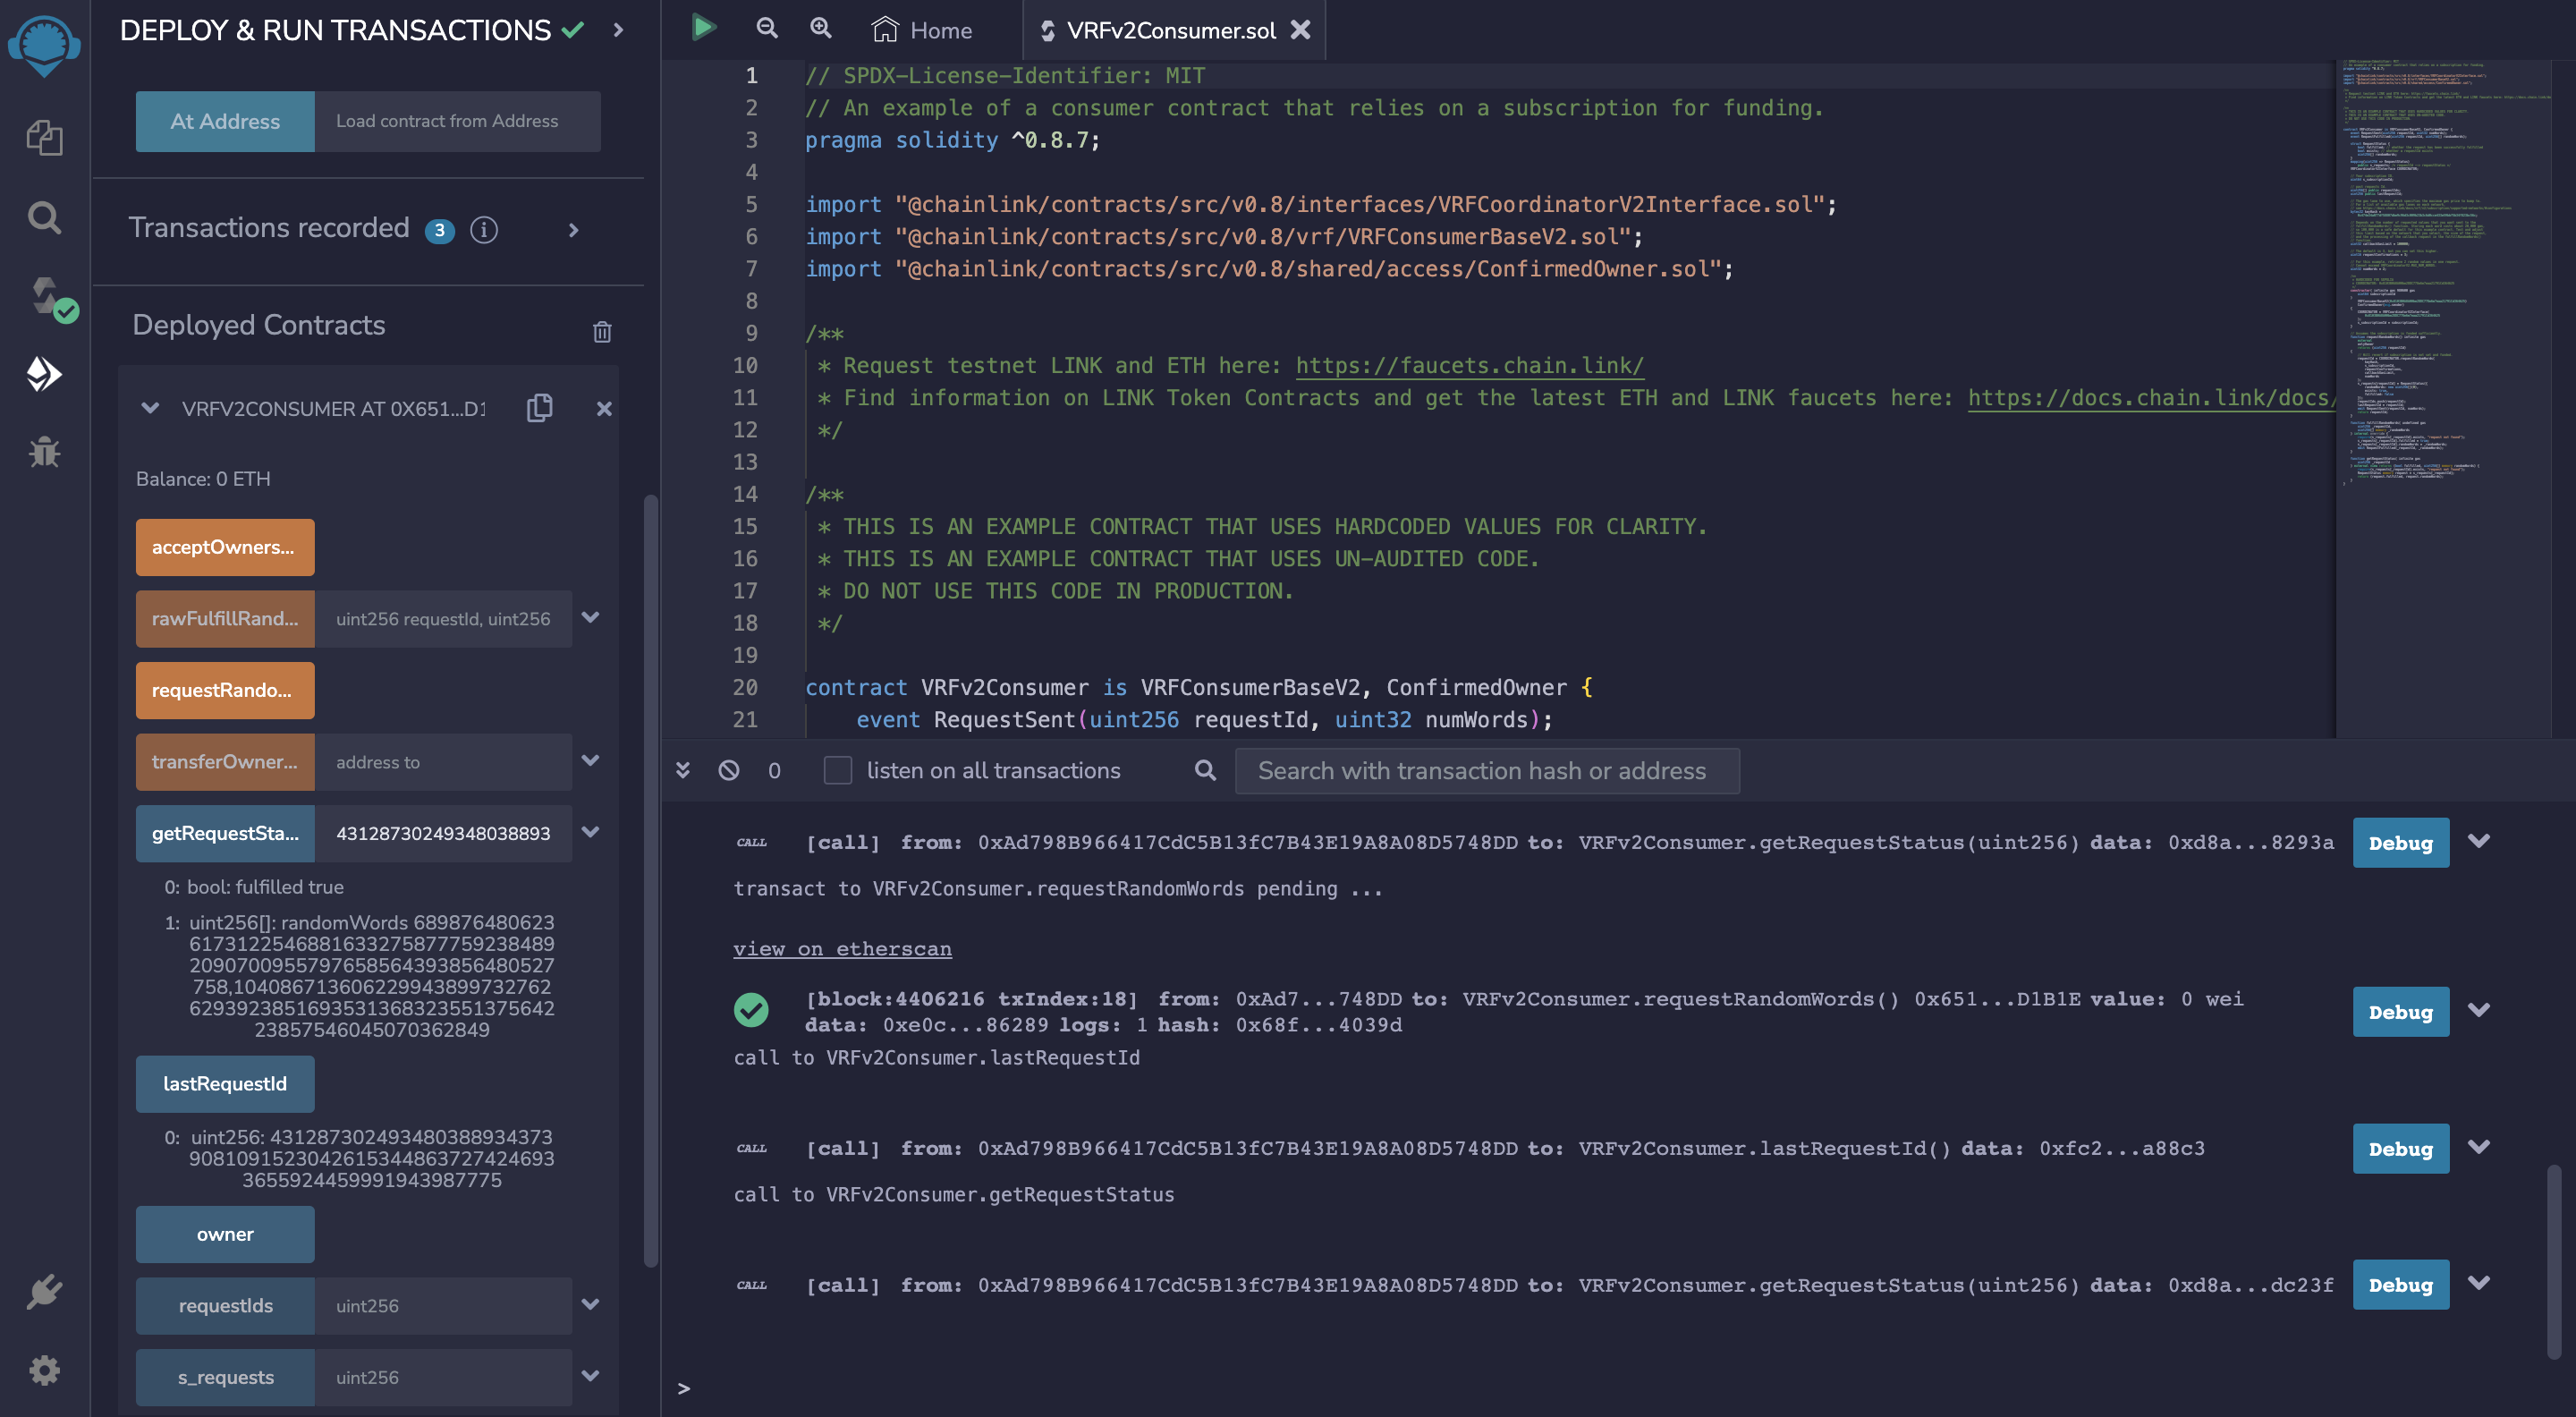 DEPLOY & RUN TRANSACTIONS
At Address
Load contract from Address
Transactions recorded 3
Deployed Contracts
VRFV2CONSUMER AT 0X651...D1
Balance: 0 ETH
acceptOwners...
rawFulfillRand...
uint256 requestId, uint256
requestRando...
transferOwner...
address to
getRequestSta...
43128730249348038893
0: bool: fulfilled true
1: uint256[]: randomWords 689876480623
6173122546881633275877759238489
209070095579765856439385648052​7
758,104086713606229943899732762
629392385169353136832355137564​2
23857546045070362849
lastRequestId
0: uint256: 431287302493480388934373
908109152304261534486372742469​3
3655924459991943987775
owner
requestIds
uint256
s_requests
uint256
Home
VRFv2Consumer.sol
1 // SPDX-License-Identifier: MIT
2 // An example of a consumer contract that relies on a subscription for funding.
3 pragma solidity ^0.8.7;
4
5 import "@chainlink/contracts/src/v0.8/interfaces/VRFCoordinatorV2Interface.sol";
6 import "@chainlink/contracts/src/v0.8/vrf/VRFConsumerBaseV2.sol";
7 import "@chainlink/contracts/src/v0.8/shared/access/ConfirmedOwner.sol";
8
9 /**
10 * Request testnet LINK and ETH here: https://faucets.chain.link/
11 * Find information on LINK Token Contracts and get the latest ETH and LINK faucets here: https://docs.chain.link/docs/
12 */
13
14 /**
15 * THIS IS AN EXAMPLE CONTRACT THAT USES HARDCODED VALUES FOR CLARITY.
16 * THIS IS AN EXAMPLE CONTRACT THAT USES UN-AUDITED CODE.
17 * DO NOT USE THIS CODE IN PRODUCTION.
18 */
19
20 contract VRFv2Consumer is VRFConsumerBaseV2, ConfirmedOwner {
21 event RequestSent(uint256 requestId, uint32 numWords);
0
listen on all transactions
Search with transaction hash or address
CALL [call] from: 0xAd798B966417CdC5B13fC7B43E19A8A08D5748DD to: VRFv2Consumer.getRequestStatus(uint256) data: 0xd8a...8293a Debug
transact to VRFv2Consumer.requestRandomWords pending ...
view on etherscan
[block:4406216 txIndex:18] from: 0xAd7...748DD to: VRFv2Consumer.requestRandomWords() 0x651...D1B1E value: 0 wei Debug
data: 0xe0c...86289 logs: 1 hash: 0x68f...4039d
call to VRFv2Consumer.lastRequestId
CALL [call] from: 0xAd798B966417CdC5B13fC7B43E19A8A08D5748DD to: VRFv2Consumer.lastRequestId() data: 0xfc2...a88c3 Debug
call to VRFv2Consumer.getRequestStatus
CALL [call] from: 0xAd798B966417CdC5B13fC7B43E19A8A08D5748DD to: VRFv2Consumer.getRequestStatus(uint256) data: 0xd8a...dc23f Debug
>